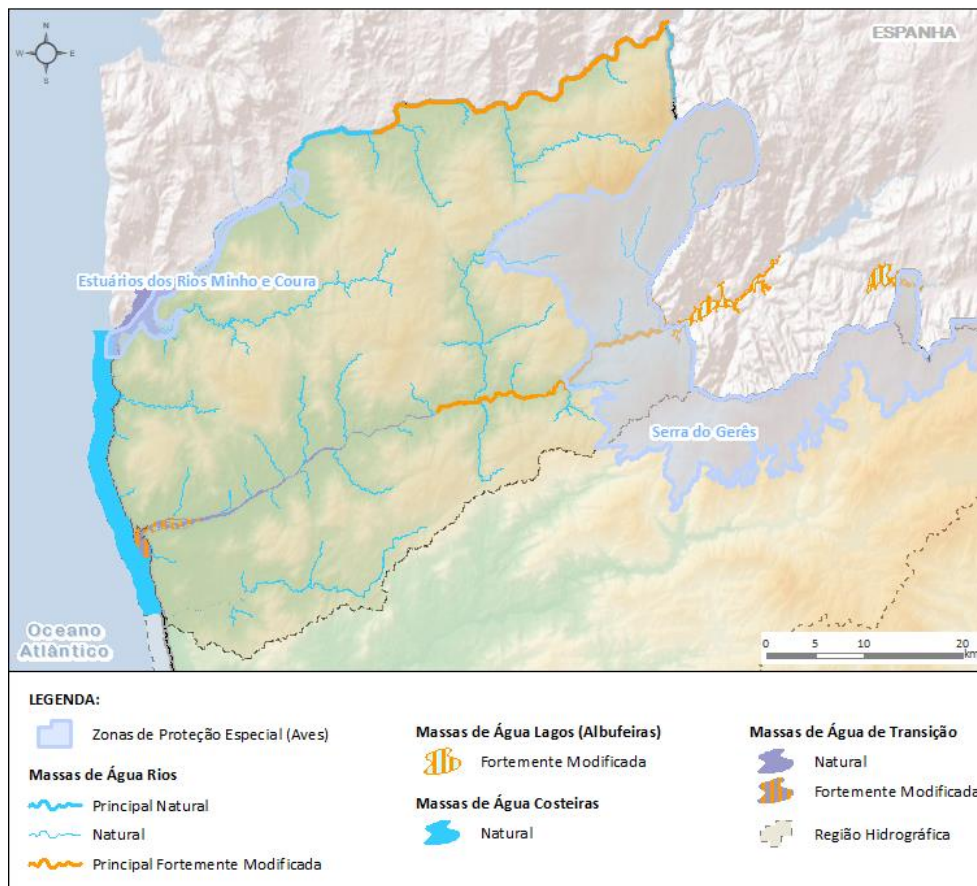 N
W
E
S
ESPANHA
Estuários dos Rios Minho e Coura
Serra do Gerês
Oceano
Atlântico
0 5 10 20
km
LEGENDA:
Zonas de Proteção Especial (Aves)
Massas de Água Rios
Principal Natural
Natural
Principal Fortemente Modificada
Massas de Água Lagos (Albufeiras)
Fortemente Modificada
Massas de Água Costeiras
Natural
Massas de Água de Transição
Natural
Fortemente Modificada
Região Hidrográfica